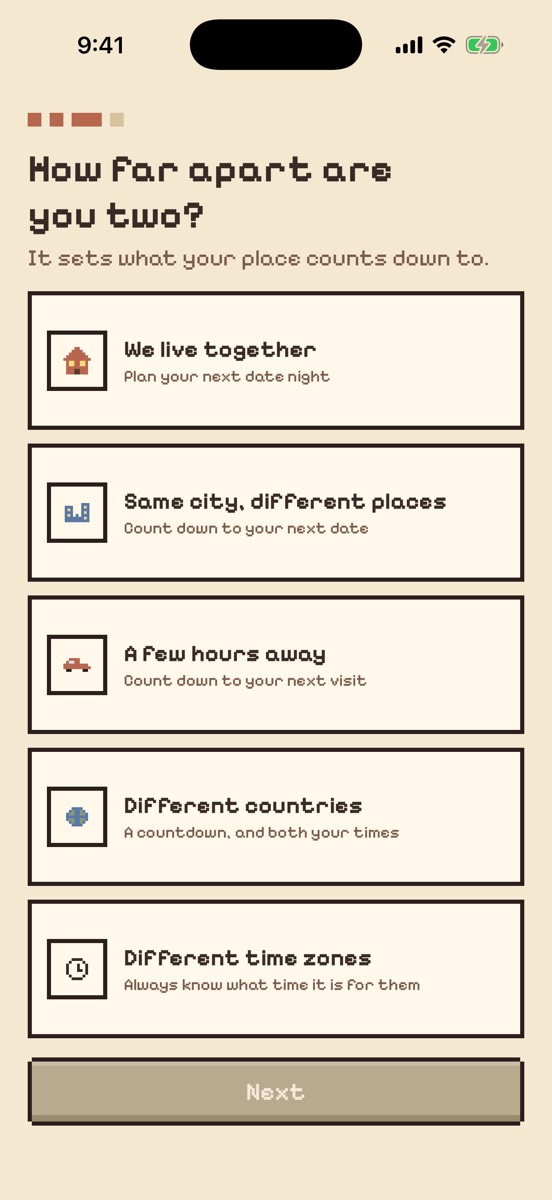 9:41
How far apart are
you two?
It sets what your place counts down to.
We live together
Plan your next date night
Same city, different places
Count down to your next date
A few hours away
Count down to your next visit
Different countries
A countdown, and both your times
Different time zones
Always know what time it is for them
Next